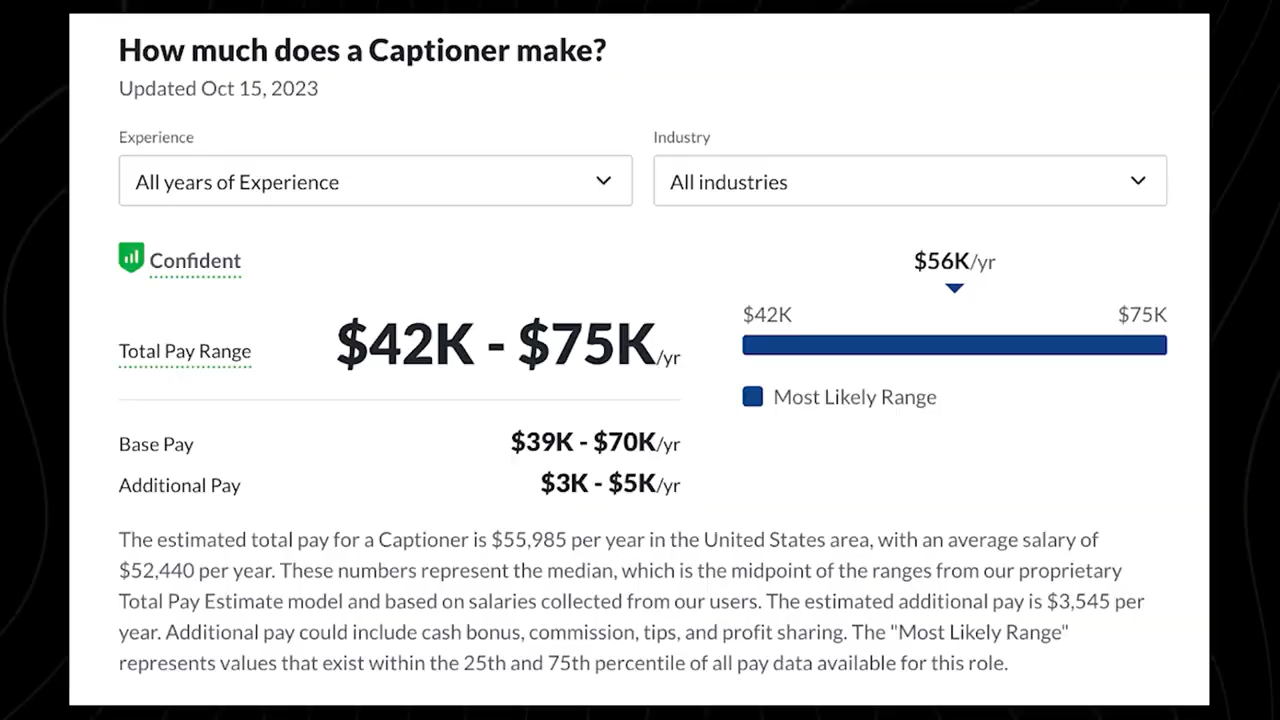 How much does a Captioner make?
Updated Oct 15, 2023
Experience
Industry
All years of Experience
All industries
Confident
$56K/yr
$42K
$75K
Total Pay Range
$42K - $75K/yr
Most Likely Range
Base Pay
$39K - $70K/yr
Additional Pay
$3K - $5K/yr
The estimated total pay for a Captioner is $55,985 per year in the United States area, with an average salary of
$52,440 per year. These numbers represent the median, which is the midpoint of the ranges from our proprietary
Total Pay Estimate model and based on salaries collected from our users. The estimated additional pay is $3,545 per
year. Additional pay could include cash bonus, commission, tips, and profit sharing. The "Most Likely Range"
represents values that exist within the 25th and 75th percentile of all pay data available for this role.